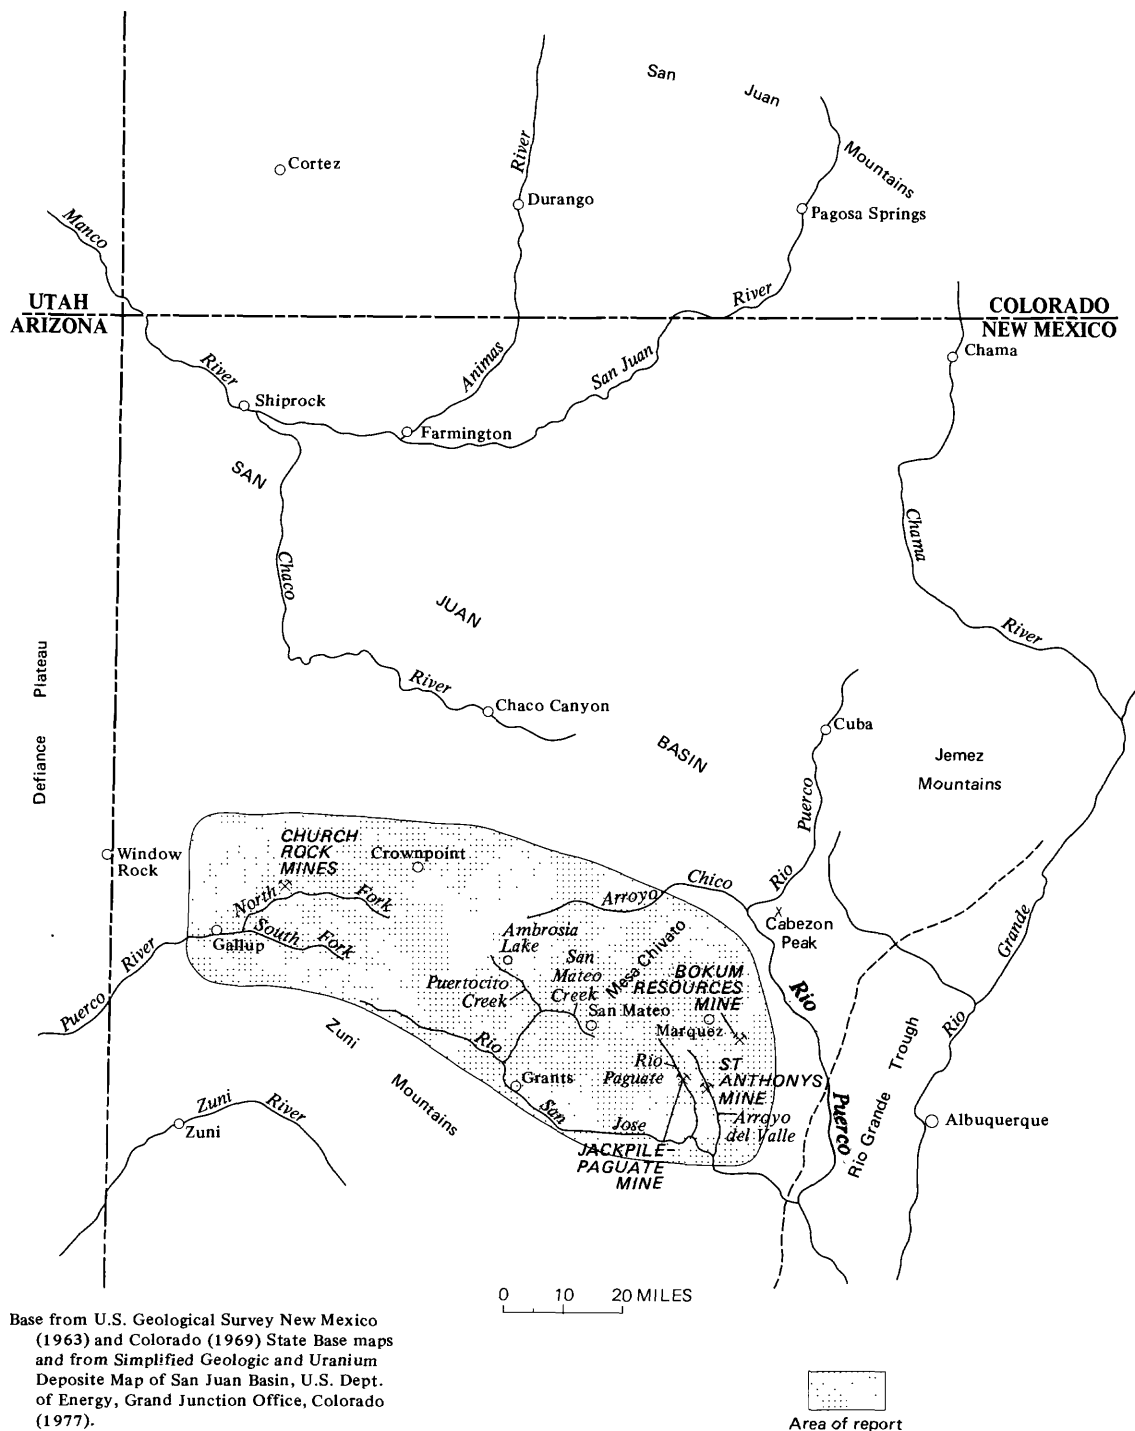 San
Juan
Mountains
Cortez
River
Durango
Pagosa Springs
Manco
River
UTAH
ARIZONA
COLORADO
NEW MEXICO
Chama
River
Animas
San Juan
Shiprock
Farmington
SAN
Chaco
Chama
JUAN
River
River
Chaco Canyon
Defiance Plateau
BASIN
Cuba
Jemez
Mountains
Puerco
Window
Rock
CHURCH
ROCK
MINES
Crownpoint
Chico
Rio
Arroyo
North
Fork
South
Fork
Gallup
Cabezon
Peak
Grande
Puerco River
Ambrosia
Lake
San
Mateo
Creek
Mesa Chivato
BOKUM
RESOURCES
MINE
Puertocito
Creek
Rio
San Mateo
Marquez
Rio
Zuni
Mountains
Rio
Rio
Paguate
ST
ANTHONYS
MINE
Rio Grande Trough
Grants
San
Jose
Arroyo
del Valle
Puerco
Albuquerque
Zuni River
Zuni
JACKPILE-
PAGUATE
MINE
0 10 20 MILES
Base from U.S. Geological Survey New Mexico
(1963) and Colorado (1969) State Base maps
and from Simplified Geologic and Uranium
Deposite Map of San Juan Basin, U.S. Dept.
of Energy, Grand Junction Office, Colorado
(1977).
Area of report